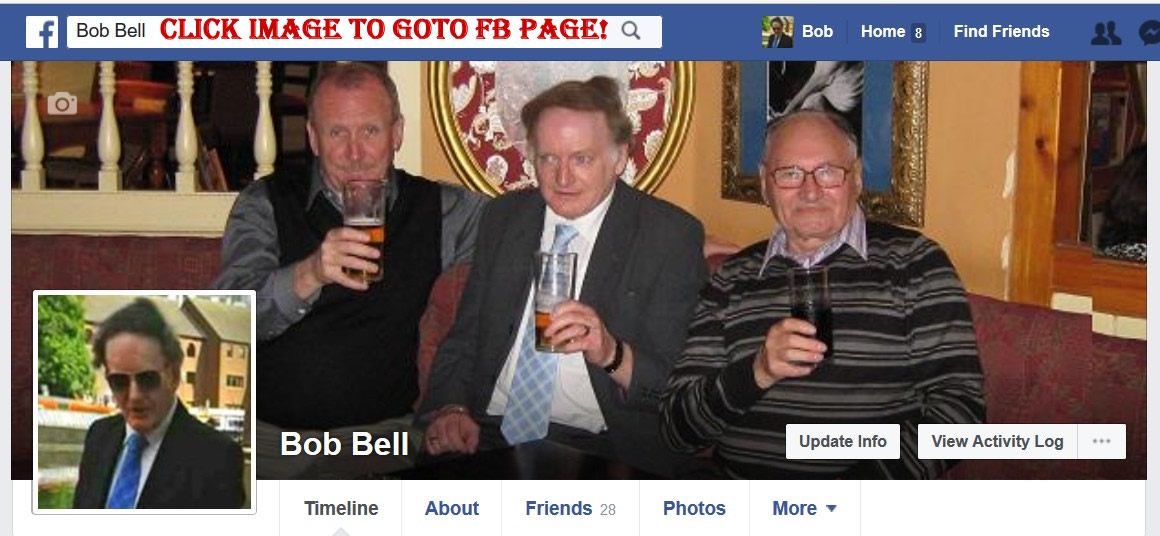 f Bob Bell CLICK IMAGE TO GOTO FB PAGE! Bob Home 8 Find Friends
Bob Bell
Update Info View Activity Log ...
Timeline About Friends 28 Photos More